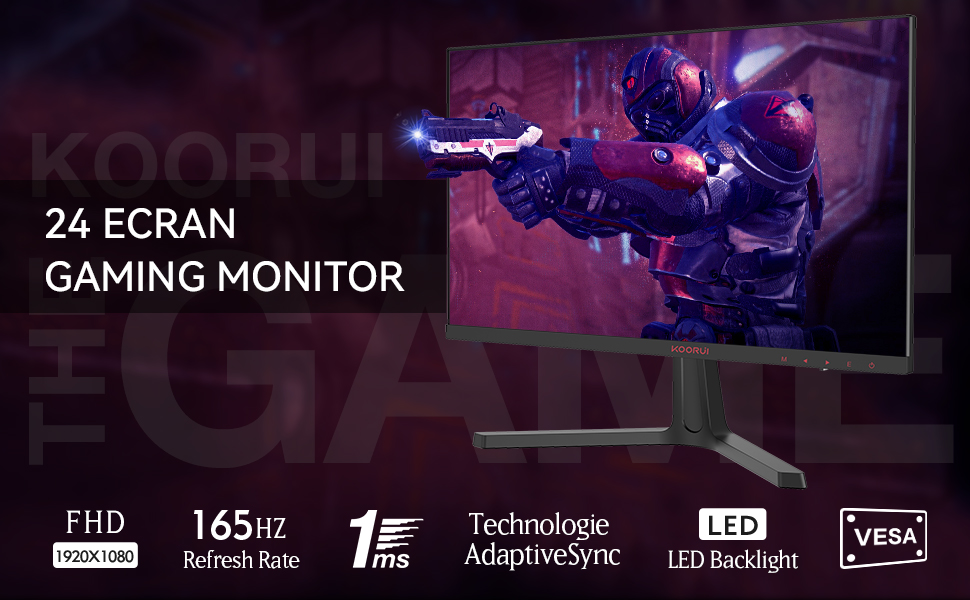 KOORUI
THE
GAME
24 ECRAN
GAMING MONITOR
KOORUI
FHD
1920X1080
165HZ
Refresh Rate
1ms
Technologie
AdaptiveSync
LED
LED Backlight
VESA